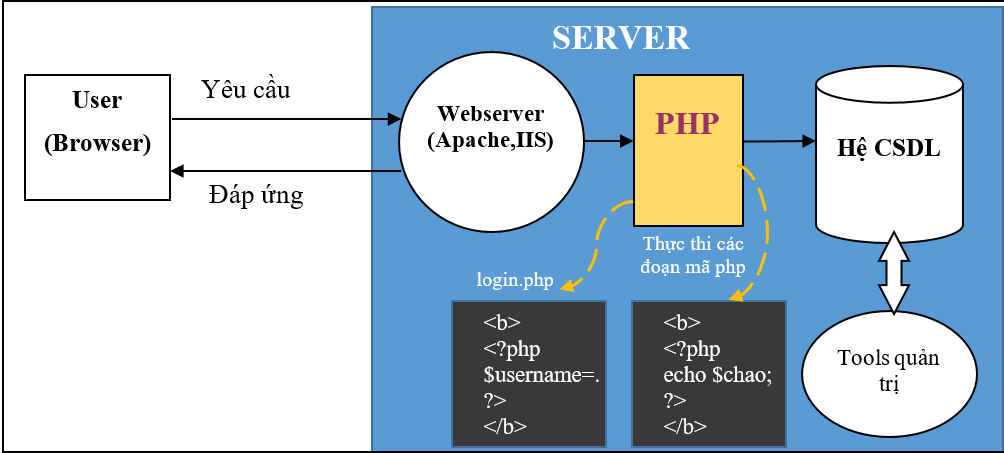 SERVER
User
(Browser)
Yêu cầu
Đáp ứng
Webserver
(Apache,IIS)
PHP
Hệ CSDL
Thực thi các
đoạn mã php
login.php
<b>
<?php
$username=.
?>
</b>
<b>
<?php
echo $chao;
?>
</b>
Tools quản
trị